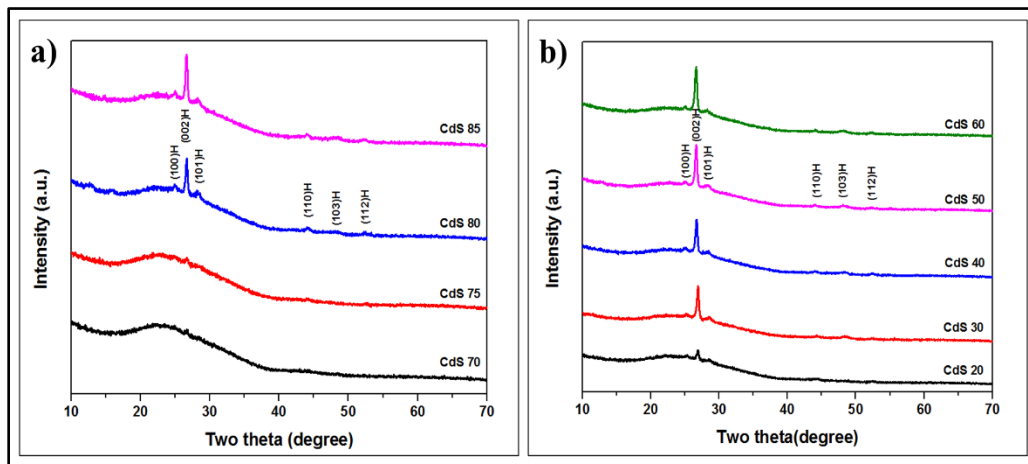 a)
Intensity (a.u.)
CdS 85
(100)H
(002)H
(101)H
CdS 80
(110)H
(103)H
(112)H
CdS 75
CdS 70
10 20 30 40 50 60 70
Two theta (degree)
b)
Intensity (a.u.)
CdS 60
(100)H
(002)H
(101)H
(110)H
(103)H
(112)H
CdS 50
CdS 40
CdS 30
CdS 20
10 20 30 40 50 60 70
Two theta(degree)